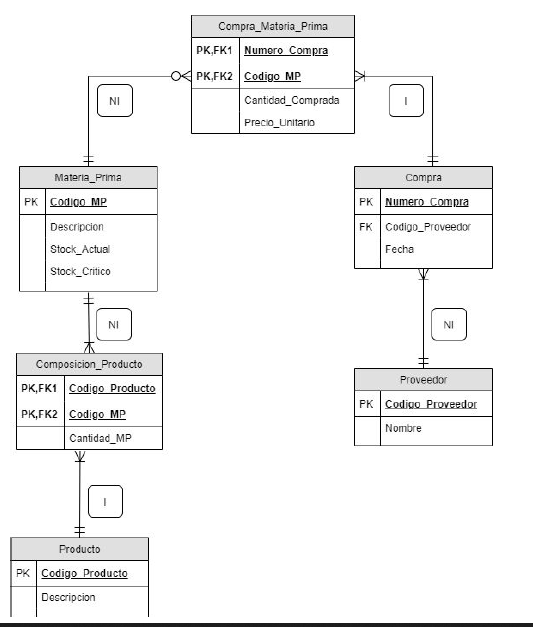 Compra_Materia_Prima
PK,FK1 Numero_Compra
PK,FK2 Codigo_MP
Cantidad_Comprada
Precio_Unitario
NI
I
Materia_Prima
PK Codigo_MP
Descripcion
Stock_Actual
Stock_Critico
Compra
PK Numero_Compra
FK Codigo_Proveedor
Fecha
NI
NI
Composicion_Producto
PK,FK1 Codigo_Producto
PK,FK2 Codigo_MP
Cantidad_MP
Proveedor
PK Codigo_Proveedor
Nombre
I
Producto
PK Codigo_Producto
Descripcion